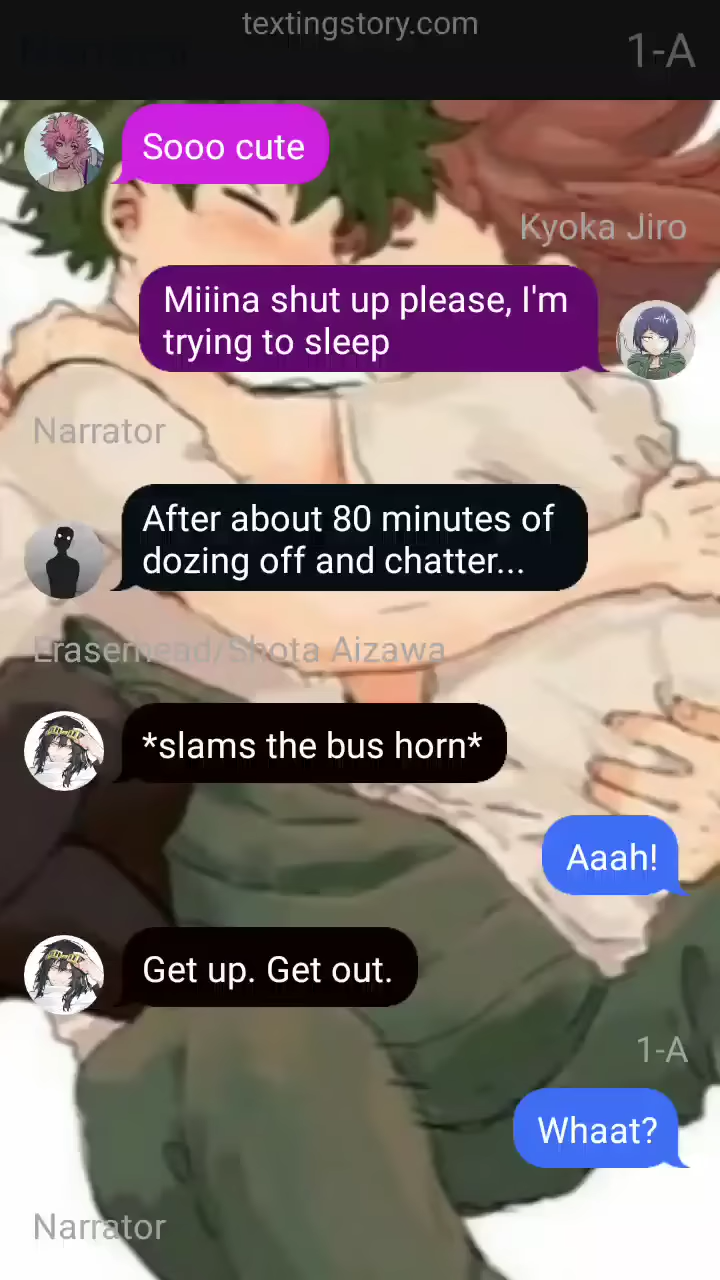 textingstory.com
1-A
Sooo cute
Kyoka Jiro
Miiina shut up please, I'm
trying to sleep
Narrator
After about 80 minutes of
dozing off and chatter...
Eraserhead/Shota Aizawa
*slams the bus horn*
Aaah!
Get up. Get out.
1-A
Whaat?
Narrator